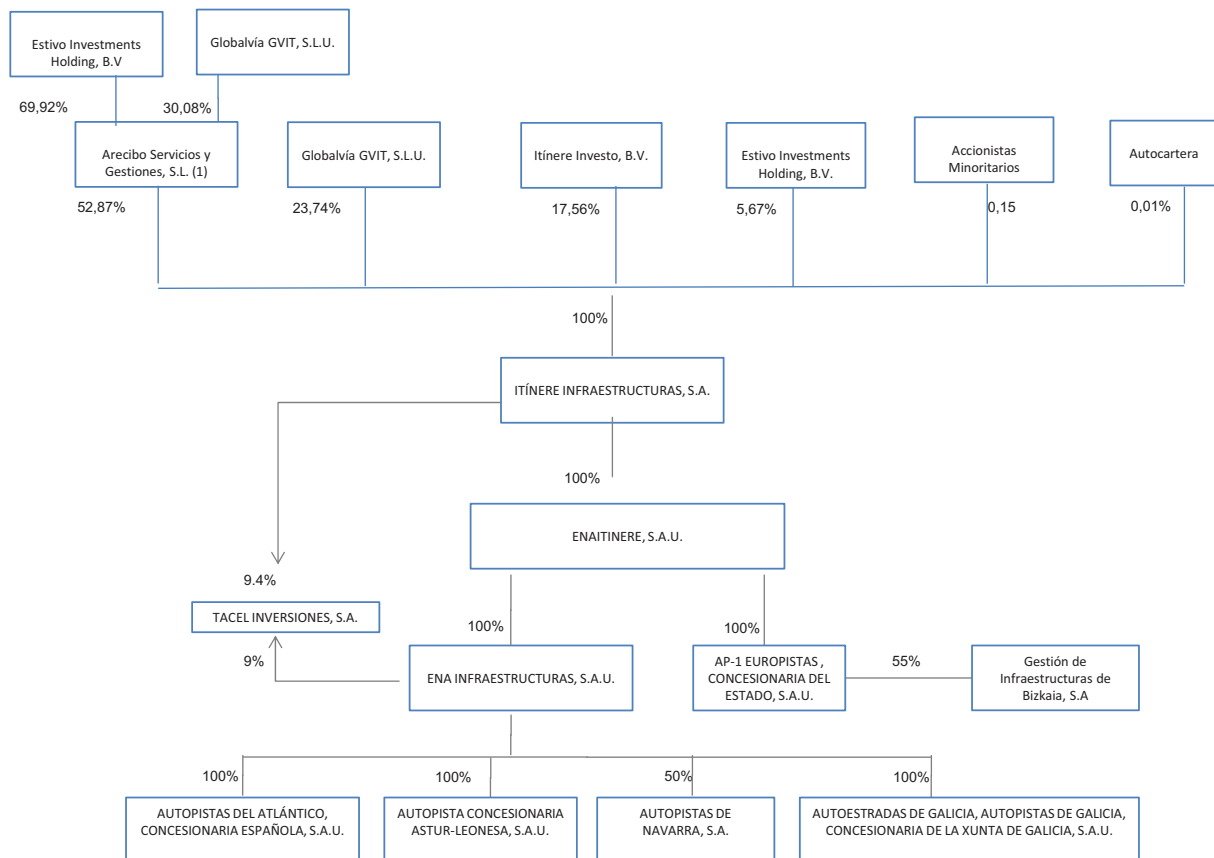 Estivo Investments
Holding, B.V
Globalvía GVIT, S.L.U.
69,92%
30,08%
Arecibo Servicios y
Gestiones, S.L. (1)
Globalvía GVIT, S.L.U.
Itínere Investo, B.V.
Estivo Investments
Holding, B.V.
Accionistas
Minoritarios
Autocartera
52,87%
23,74%
17,56%
5,67%
0,15
0,01%
100%
ITÍNERE INFRAESTRUCTURAS, S.A.
100%
ENAITINERE, S.A.U.
9.4%
TACEL INVERSIONES, S.A.
9%
100%
100%
ENA INFRAESTRUCTURAS, S.A.U.
AP-1 EUROPISTAS ,
CONCESIONARIA DEL
ESTADO, S.A.U.
55%
Gestión de
Infraestructuras de
Bizkaia, S.A
100%
100%
50%
100%
AUTOPISTAS DEL ATLÁNTICO,
CONCESIONARIA ESPAÑOLA, S.A.U.
AUTOPISTA CONCESIONARIA
ASTUR-LEONESA, S.A.U.
AUTOPISTAS DE
NAVARRA, S.A.
AUTOESTRADAS DE GALICIA, AUTOPISTAS DE GALICIA,
CONCESIONARIA DE LA XUNTA DE GALICIA, S.A.U.